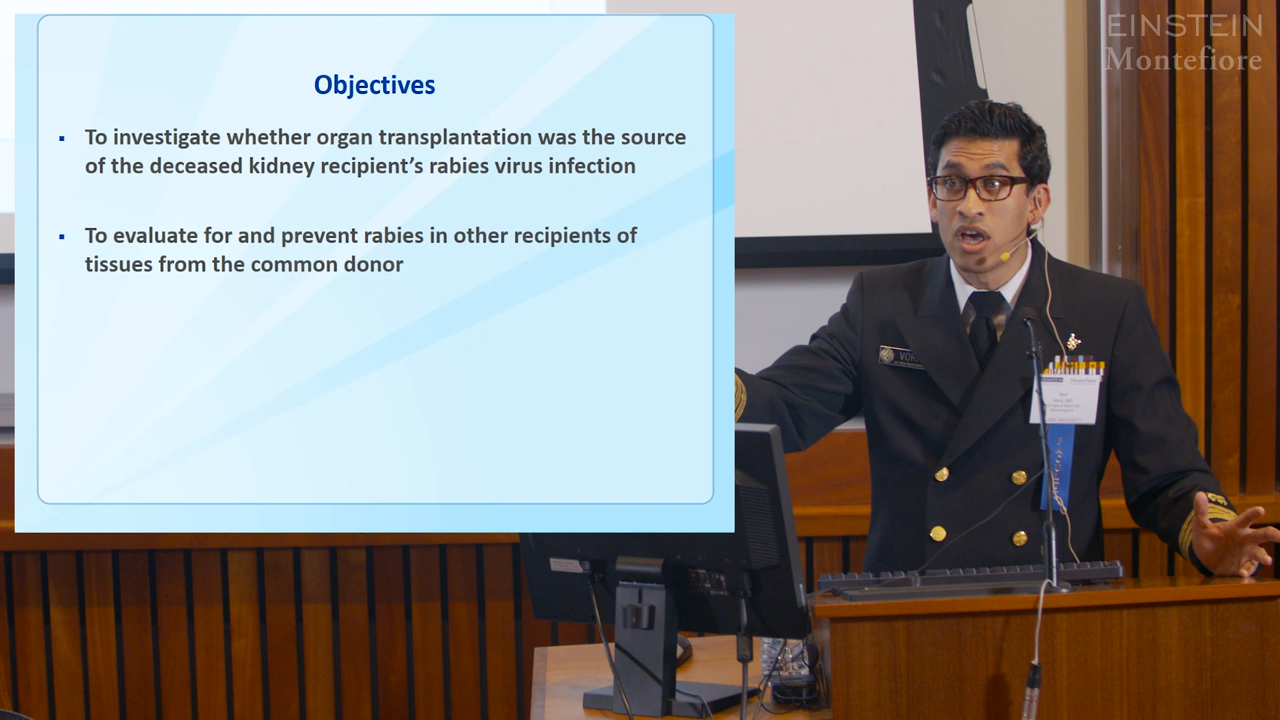 EINSTEIN
Montefiore
Objectives
▪ To investigate whether organ transplantation was the source
of the deceased kidney recipient’s rabies virus infection
▪ To evaluate for and prevent rabies in other recipients of
tissues from the common donor